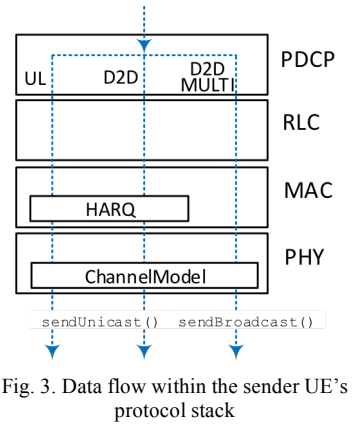 PDCP
UL D2D D2D
MULTI
RLC
MAC
HARQ
PHY
ChannelModel
sendUnicast() sendBroadcast()
Fig. 3. Data flow within the sender UE’s
protocol stack